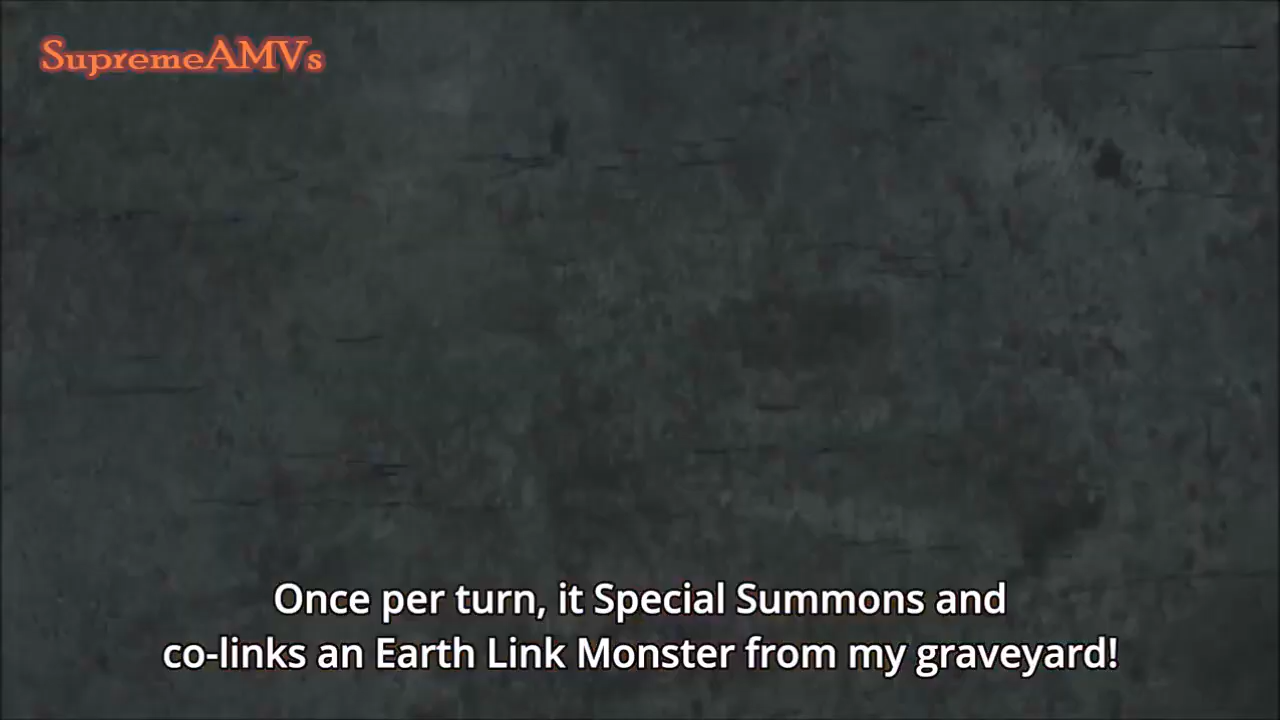 SupremeAMVs
Once per turn, it Special Summons and
co-links an Earth Link Monster from my graveyard!